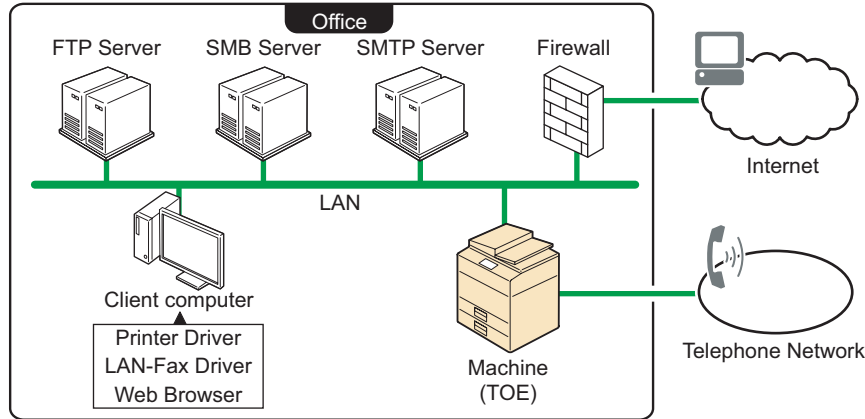 Office
FTP Server
SMB Server
SMTP Server
Firewall
Internet
LAN
Client computer
Printer Driver
LAN-Fax Driver
Web Browser
Machine
(TOE)
Telephone Network